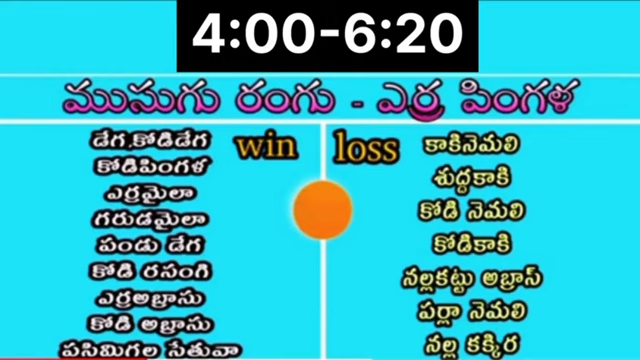 4:00-6:20
ముసుగు రంగు - ఎర్ర పింగళ
win
డేగ,కోడిడేగ
కోడిపింగళ
ఎర్రమైలా
గరుడమైలా
పండు డేగ
కోడి రసంగి
ఎర్రఅబ్రాసు
కోడి అబ్రాసు
పసిమిగల సేతువా
loss
కాకినెమలి
శుద్దకాకి
కోడి నెమలి
కోడికాకి
నల్లకట్టు అబ్రాస్
పర్లా నెమలి
నల్ల కక్కిర